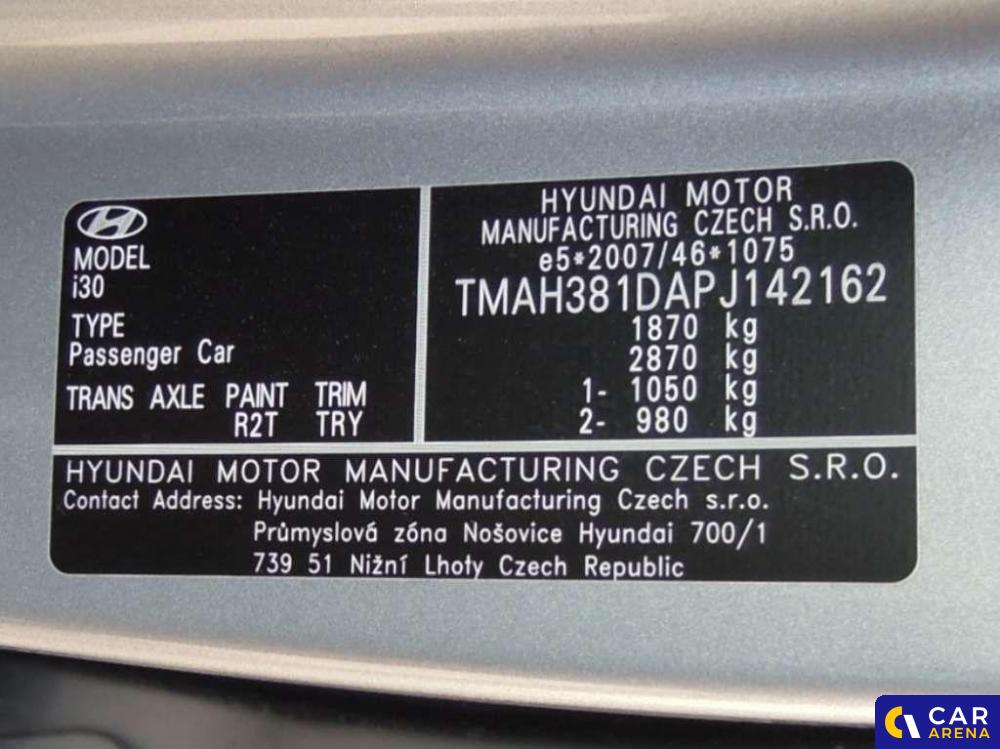 MODEL
i30
TYPE
Passenger Car
TRANS AXLE PAINT TRIM
R2T TRY
HYUNDAI MOTOR
MANUFACTURING CZECH S.R.O.
e5*2007/46*1075
TMAH381DAPJ142162
1870 kg
2870 kg
1- 1050 kg
2- 980 kg
HYUNDAI MOTOR MANUFACTURING CZECH S.R.O.
Contact Address: Hyundai Motor Manufacturing Czech s.r.o.
Průmyslová zóna Nošovice Hyundai 700/1
739 51 Nižní Lhoty Czech Republic
CAR
ARENA